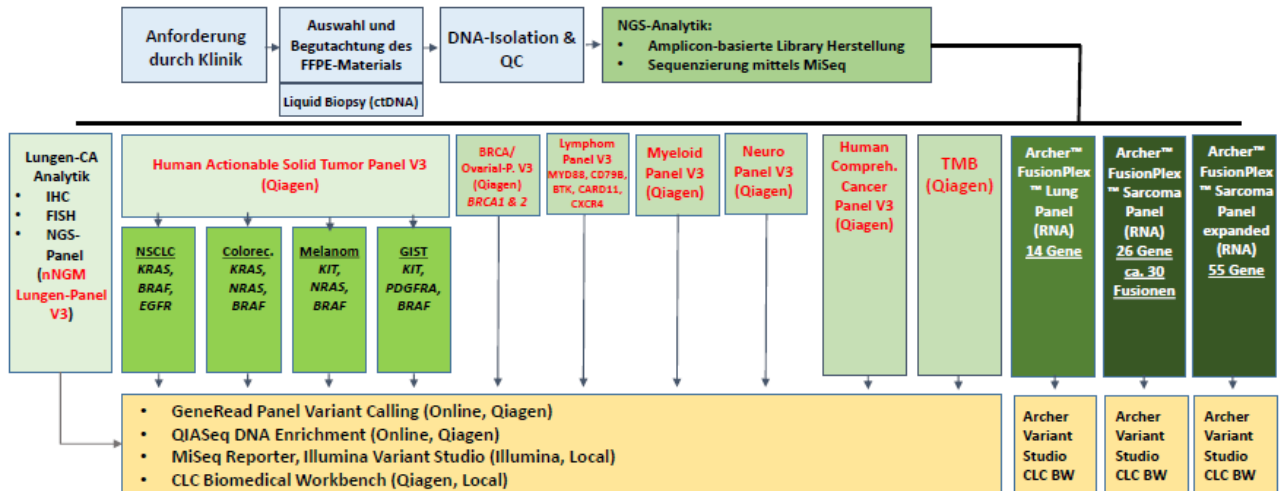 Anforderung
durch Klinik
Auswahl und
Begutachtung des
FFPE-Materials
Liquid Biopsy (ctDNA)
DNA-Isolation &
QC
NGS-Analytik:
• Amplicon-basierte Library Herstellung
• Sequenzierung mittels MiSeq
Lungen-CA
Analytik
• IHC
• FISH
• NGS-
Panel
(nNGM
Lungen-Panel
V3)
Human Actionable Solid Tumor Panel V3
(Qiagen)
NSCLC
KRAS,
BRAF,
EGFR
Colorec.
KRAS,
NRAS,
BRAF
Melanom
KIT,
NRAS,
BRAF
GIST
KIT,
PDGFRA,
BRAF
BRCA/
Ovarial-P. V3
(Qiagen)
BRCA1 & 2
Lymphom
Panel V3
MYD88, CD79B,
BTK, CARD11,
CXCR4
Myeloid
Panel V3
(Qiagen)
Neuro
Panel V3
(Qiagen)
Human
Compreh.
Cancer
Panel V3
(Qiagen)
TMB
(Qiagen)
Archer™
FusionPlex
™ Lung
Panel
(RNA)
14 Gene
Archer™
FusionPlex
™ Sarcoma
Panel
(RNA)
26 Gene
ca. 30
Fusionen
Archer™
FusionPlex
™ Sarcoma
Panel
expanded
(RNA)
55 Gene
• GeneRead Panel Variant Calling (Online, Qiagen)
• QIASeq DNA Enrichment (Online, Qiagen)
• MiSeq Reporter, Illumina Variant Studio (Illumina, Local)
• CLC Biomedical Workbench (Qiagen, Local)
Archer
Variant
Studio
CLC BW
Archer
Variant
Studio
CLC BW
Archer
Variant
Studio
CLC BW